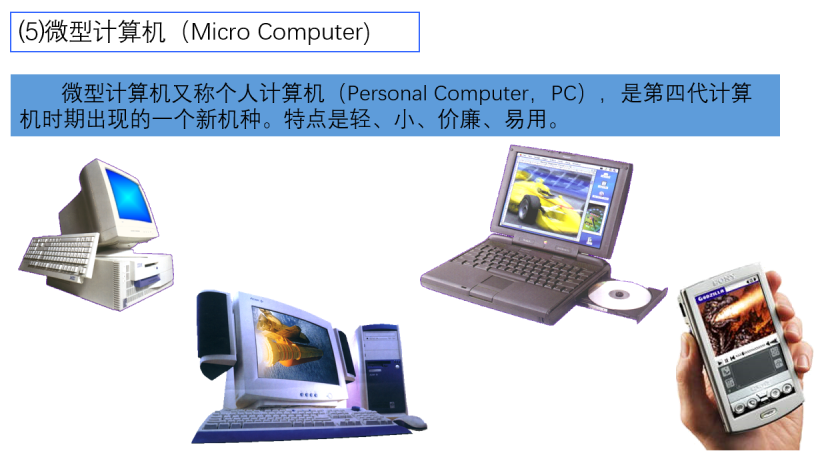 (5)微型计算机（Micro Computer)
微型计算机又称个人计算机（Personal Computer，PC），是第四代计算
机时期出现的一个新机种。特点是轻、小、价廉、易用。
SONY
GODZILLA